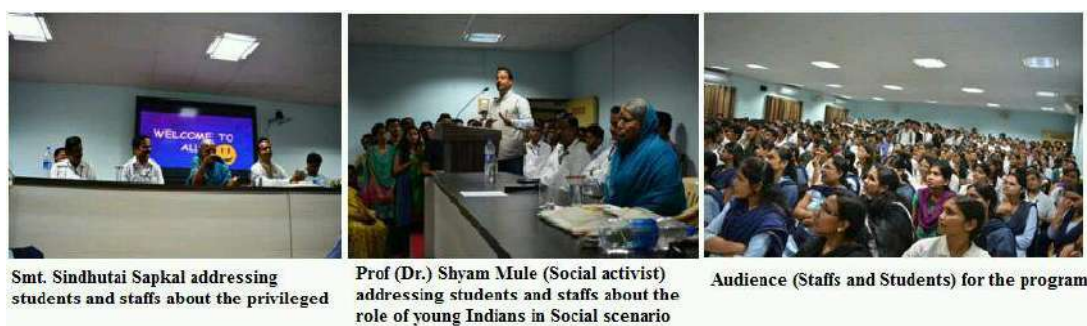 WELCOME TO
ALL
Smt. Sindhutai Sapkal addressing
students and staffs about the privileged
Prof (Dr.) Shyam Mule (Social activist)
addressing students and staffs about the
role of young Indians in Social scenario
Audience (Staffs and Students) for the program